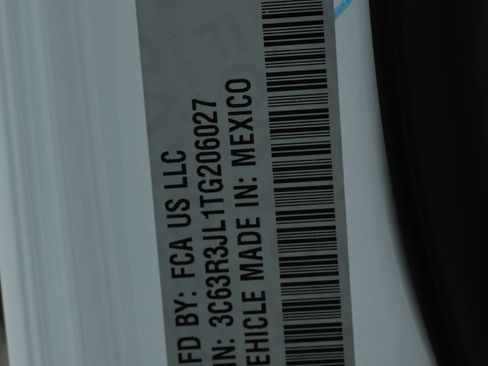 FD BY: FCA US LLC
IN: 3C63R3JL1TG206027
EHICLE MADE IN: MEXICO